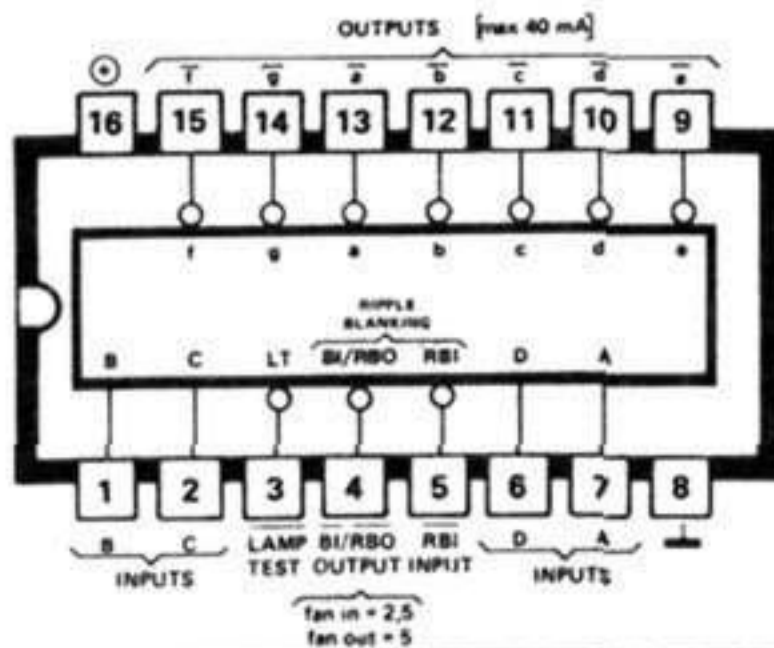 OUTPUTS [max 40 mA]
f g a b c d e
16 15 14 13 12 11 10 9
f g a b c d e
RIPPLE
BLANKING
B C LT BI/RBO RBI D A
1 2 3 4 5 6 7 8
B C LAMP BI/RBO RBI D A
INPUTS TEST OUTPUT INPUT INPUTS
fan in = 2,5
fan out = 5